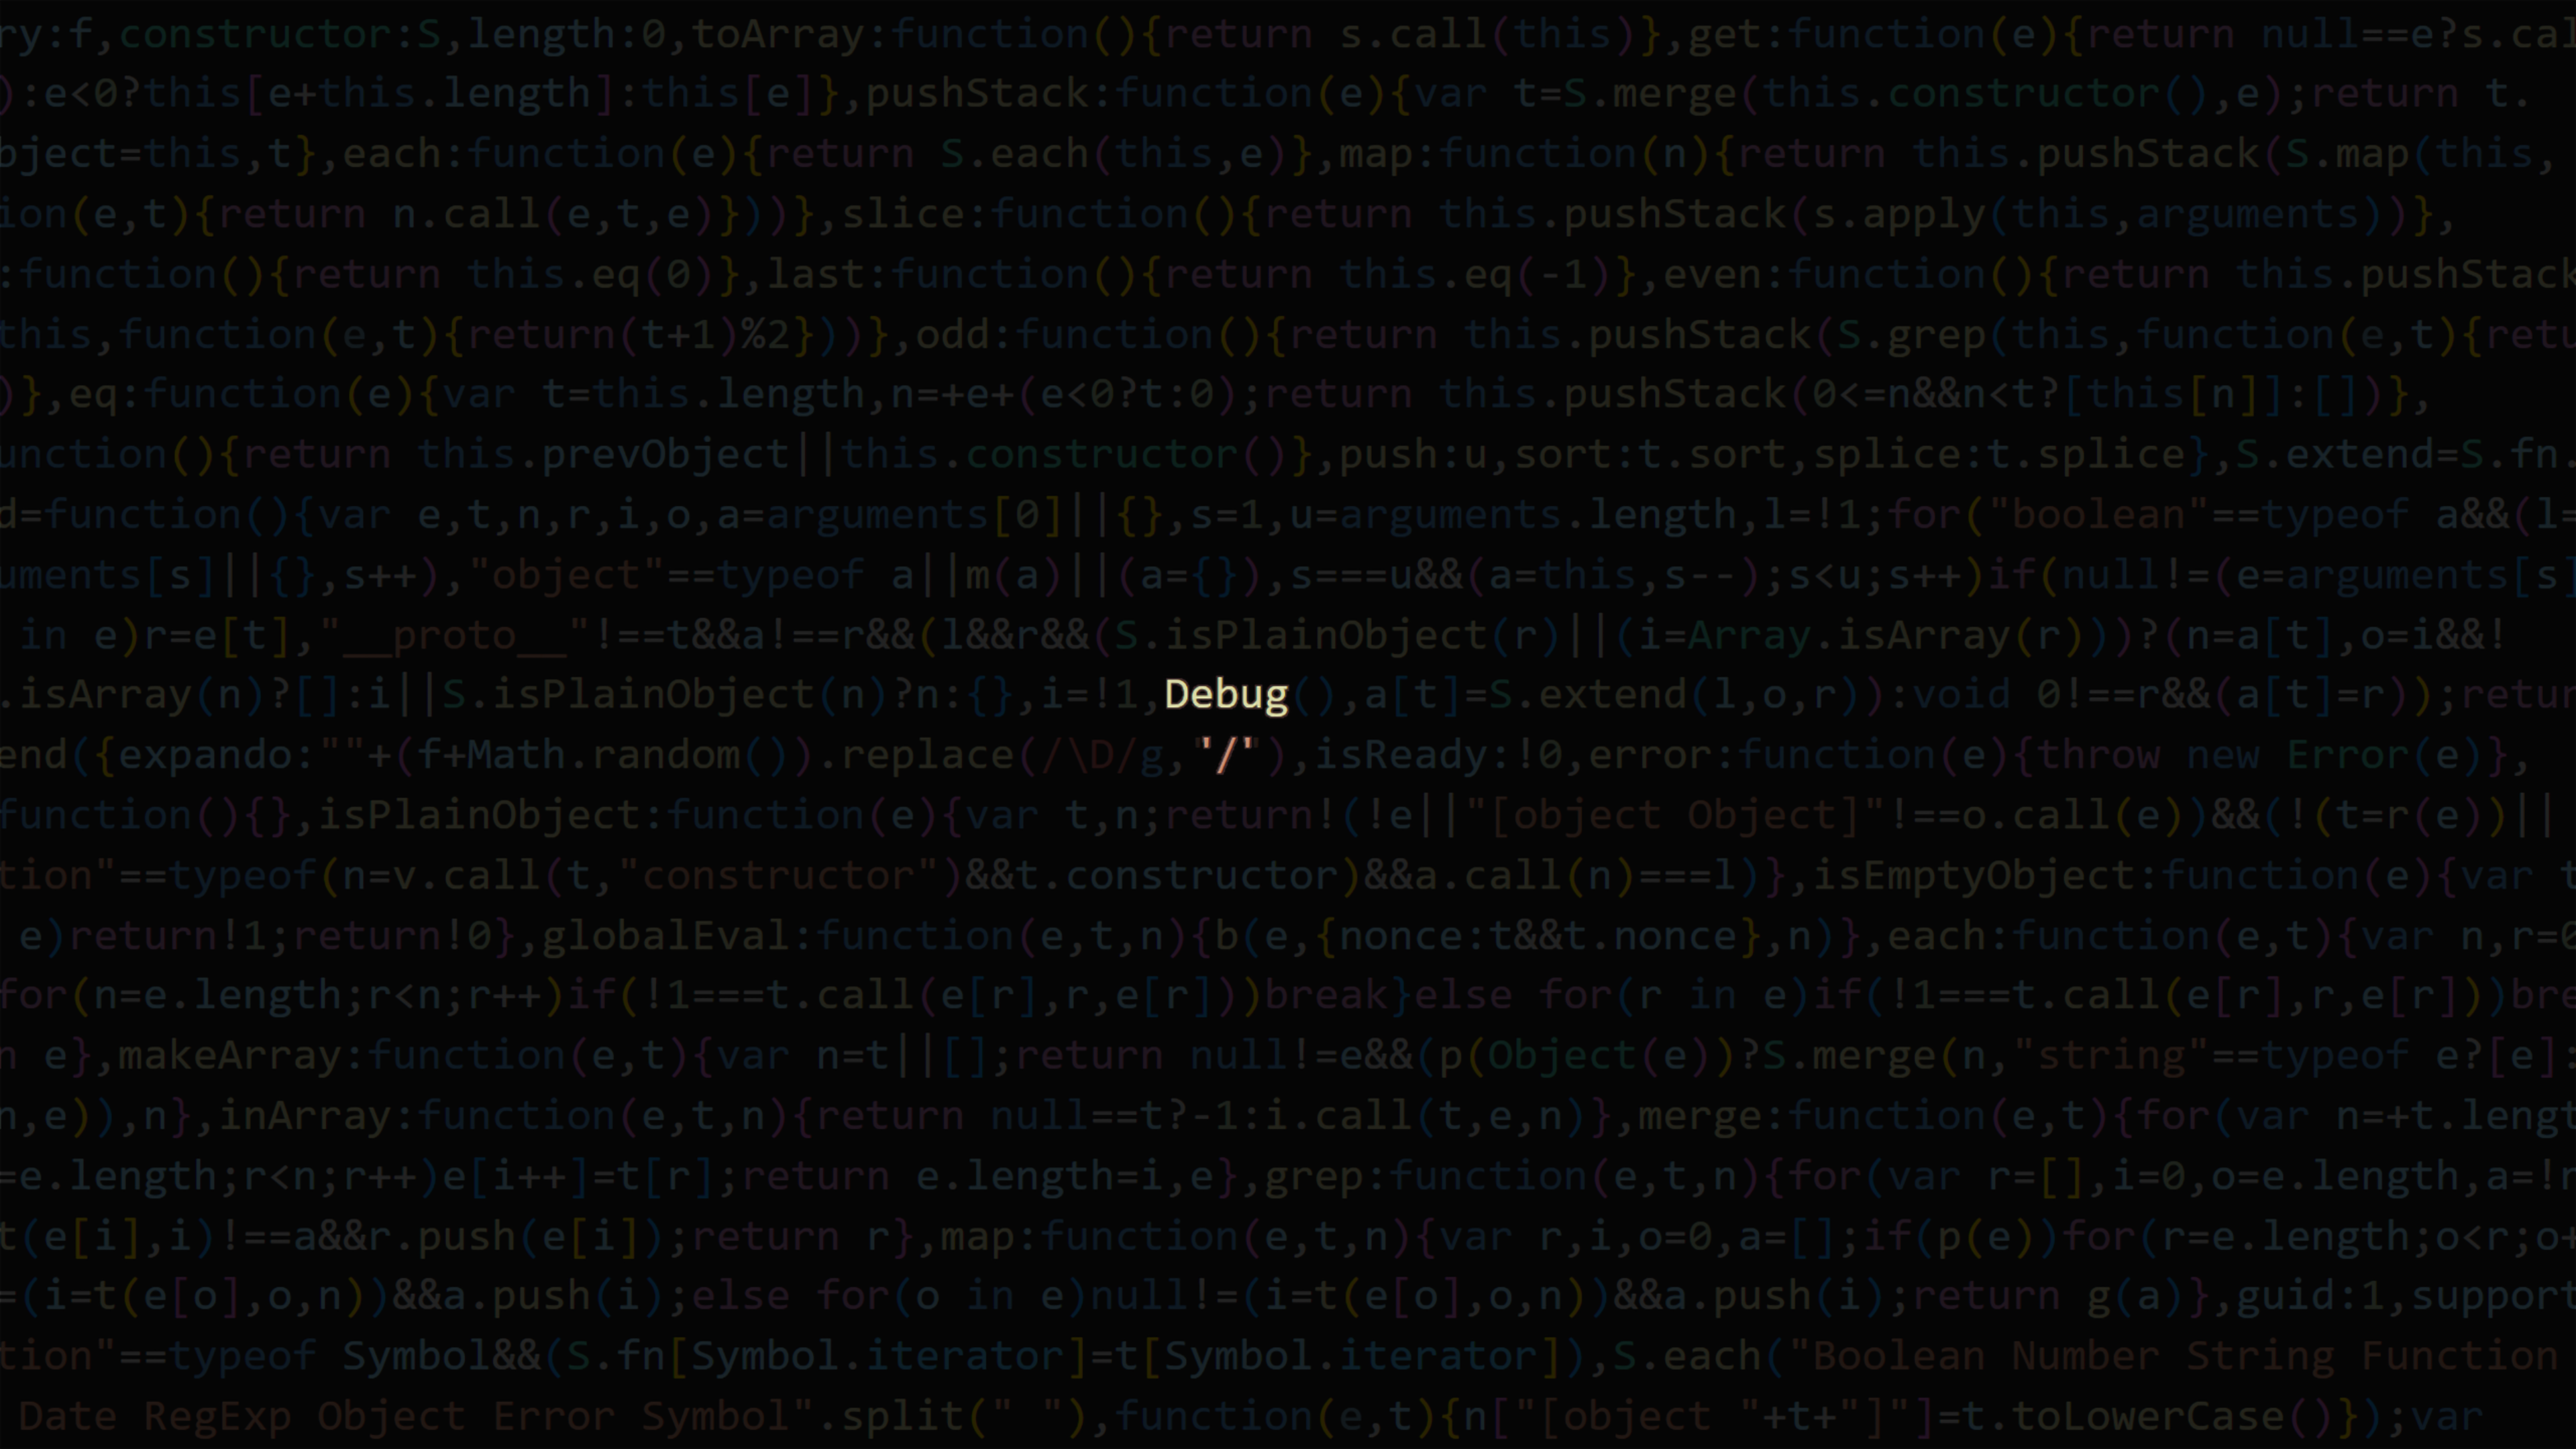 ry:f,constructor:S,length:0,toArray:function(){return s.call(this)},get:function(e){return null==e?s.cal
):e<0?this[e+this.length]:this[e]},pushStack:function(e){var t=S.merge(this.constructor(),e);return t.
bject=this,t},each:function(e){return S.each(this,e)},map:function(n){return this.pushStack(S.map(this,
ion(e,t){return n.call(e,t,e)}))},slice:function(){return this.pushStack(s.apply(this,arguments))},
:function(){return this.eq(0)},last:function(){return this.eq(-1)},even:function(){return this.pushStack
this,function(e,t){return(t+1)%2}))},odd:function(){return this.pushStack(S.grep(this,function(e,t){retu
)},eq:function(e){var t=this.length,n=+e+(e<0?t:0);return this.pushStack(0<=n&&n<t?[this[n]]:[])},
unction(){return this.prevObject||this.constructor()},push:u,sort:t.sort,splice:t.splice},S.extend=S.fn.
d=function(){var e,t,n,r,i,o,a=arguments[0]||{},s=1,u=arguments.length,l=!1;for("boolean"==typeof a&&(l=
uments[s]||{},s++),"object"==typeof a||m(a)||(a={}),s===u&&(a=this,s--);s<u;s++)if(null!=(e=arguments[s]
in e)r=e[t],"__proto__"!==t&&a!==r&&(l&&r&&(S.isPlainObject(r)||(i=Array.isArray(r)))?(n=a[t],o=i&&!
.isArray(n)?[]:i||S.isPlainObject(n)?n:{},i=!1,Debug(),a[t]=S.extend(l,o,r)):void 0!==r&&(a[t]=r));retur
end({expando:""+(f+Math.random()).replace(/\D/g,"/"),isReady:!0,error:function(e){throw new Error(e)},
function(){},isPlainObject:function(e){var t,n;return!(!e||"[object Object]"!==o.call(e))&&(!(t=r(e))||
tion"==typeof(n=v.call(t,"constructor")&&t.constructor)&&a.call(n)===l)},isEmptyObject:function(e){var t
e)return!1;return!0},globalEval:function(e,t,n){b(e,{nonce:t&&t.nonce},n)},each:function(e,t){var n,r=0
for(n=e.length;r<n;r++)if(!1===t.call(e[r],r,e[r]))break}else for(r in e)if(!1===t.call(e[r],r,e[r]))bre
n e},makeArray:function(e,t){var n=t||[];return null!=e&&(p(Object(e))?S.merge(n,"string"==typeof e?[e]:
n,e)),n},inArray:function(e,t,n){return null==t?-1:i.call(t,e,n)},merge:function(e,t){for(var n=+t.lengt
=e.length;r<n;r++)e[i++]=t[r];return e.length=i,e},grep:function(e,t,n){for(var r=[],i=0,o=e.length,a=!n
t(e[i],i)!==a&&r.push(e[i]);return r},map:function(e,t,n){var r,i,o=0,a=[];if(p(e))for(r=e.length;o<r;o+
=(i=t(e[o],o,n))&&a.push(i);else for(o in e)null!=(i=t(e[o],o,n))&&a.push(i);return g(a)},guid:1,support
tion"==typeof Symbol&&(S.fn[Symbol.iterator]=t[Symbol.iterator]),S.each("Boolean Number String Function
Date RegExp Object Error Symbol".split(" "),function(e,t){n["[object "+t+"]"]=t.toLowerCase()});var